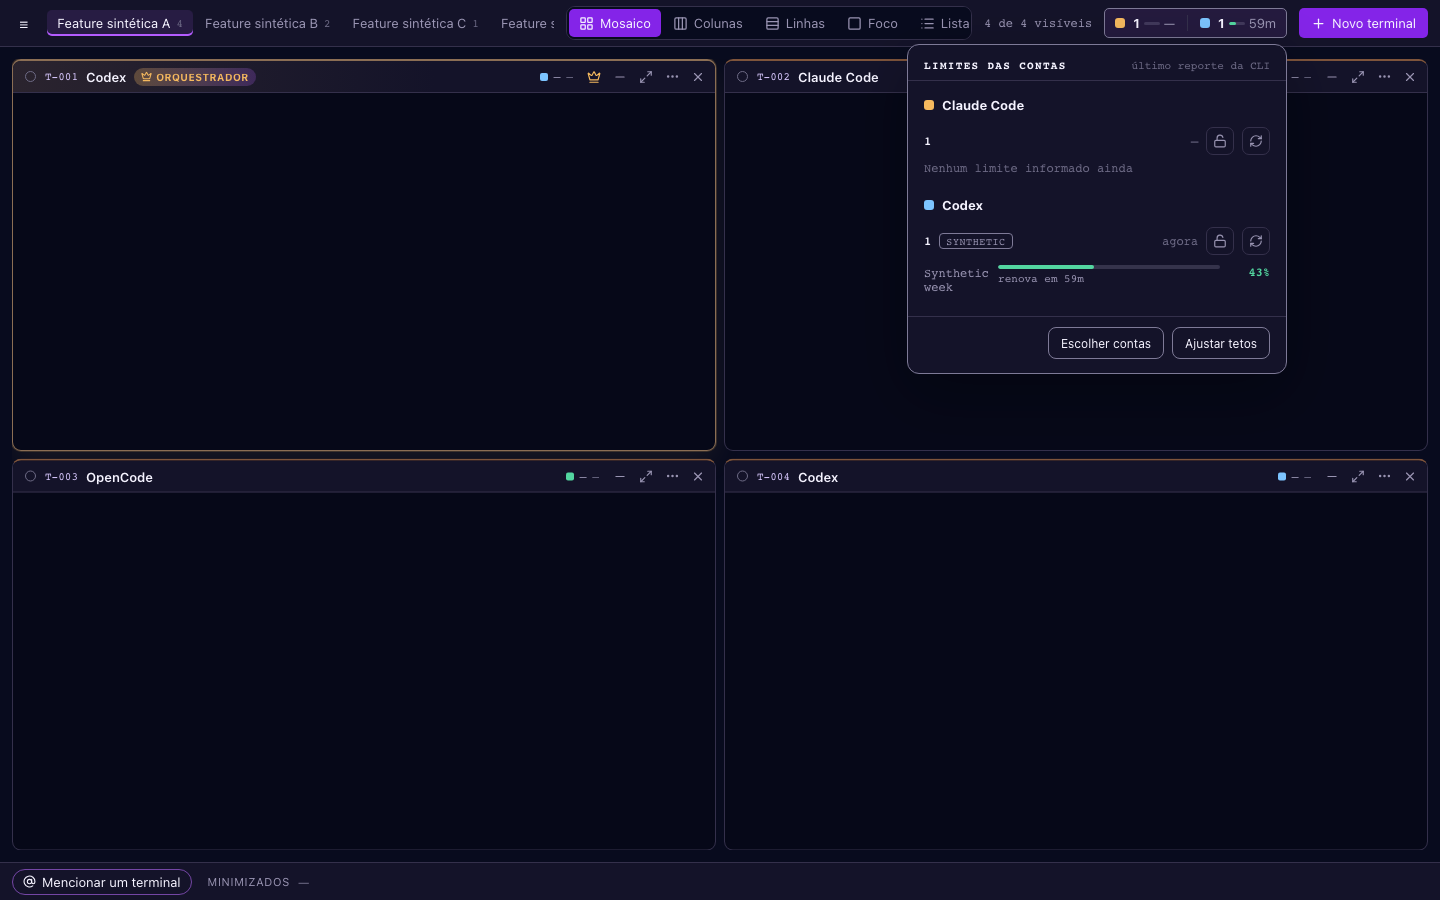 Feature sintética A 4 Feature sintética B 2 Feature sintética C 1 Feature s Mosaico Colunas Linhas Foco Lista 4 de 4 visíveis 1 — 1 59m + Novo terminal
T-001 Codex ORQUESTRADOR — —
T-002 Claude Code — —
LIMITES DAS CONTAS último reporte da CLI
Claude Code
1 —
Nenhum limite informado ainda
Codex
1 SYNTHETIC agora
Synthetic week
renova em 59m
43%
Escolher contas Ajustar tetos
T-003 OpenCode — —
T-004 Codex — —
@ Mencionar um terminal MINIMIZADOS —